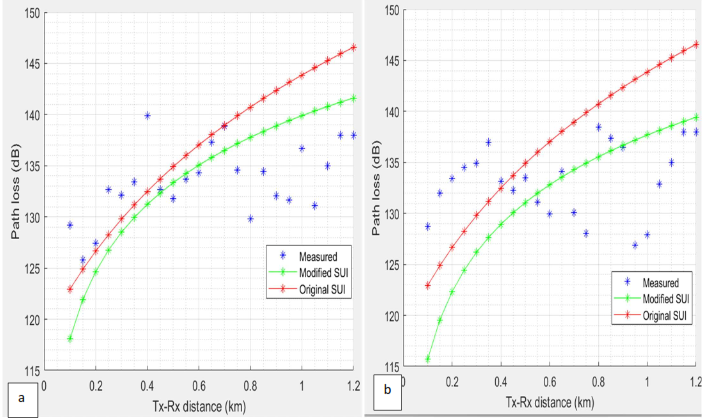 150
145
140
135
130
125
120
115
Path loss (dB)
0.2 0.4 0.6 0.8 1 1.2
Tx-Rx distance (km)
Measured
Modified SUI
Original SUI
a
150
145
140
135
130
125
120
115
Path loss (dB)
0 0.2 0.4 0.6 0.8 1 1.2
Tx-Rx distance (km)
Measured
Modified SUI
Original SUI
b